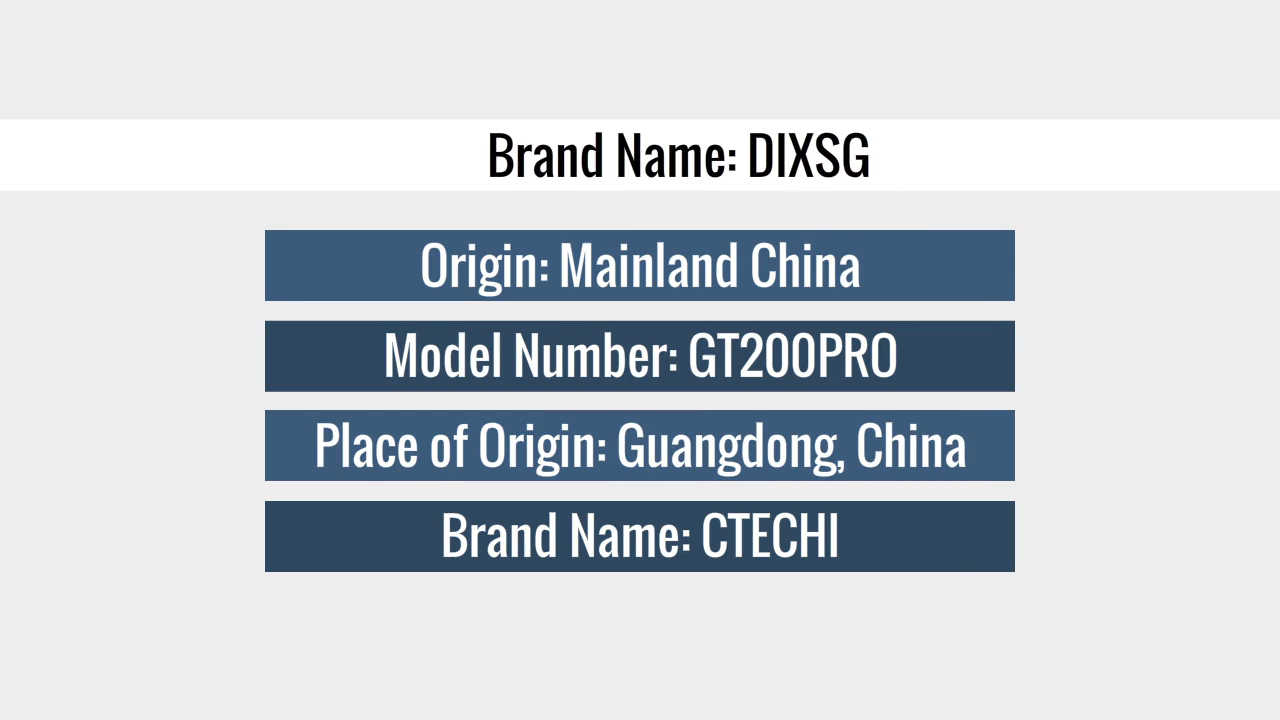 Brand Name: DIXSG
Origin: Mainland China
Model Number: GT200PRO
Place of Origin: Guangdong, China
Brand Name: CTECHI